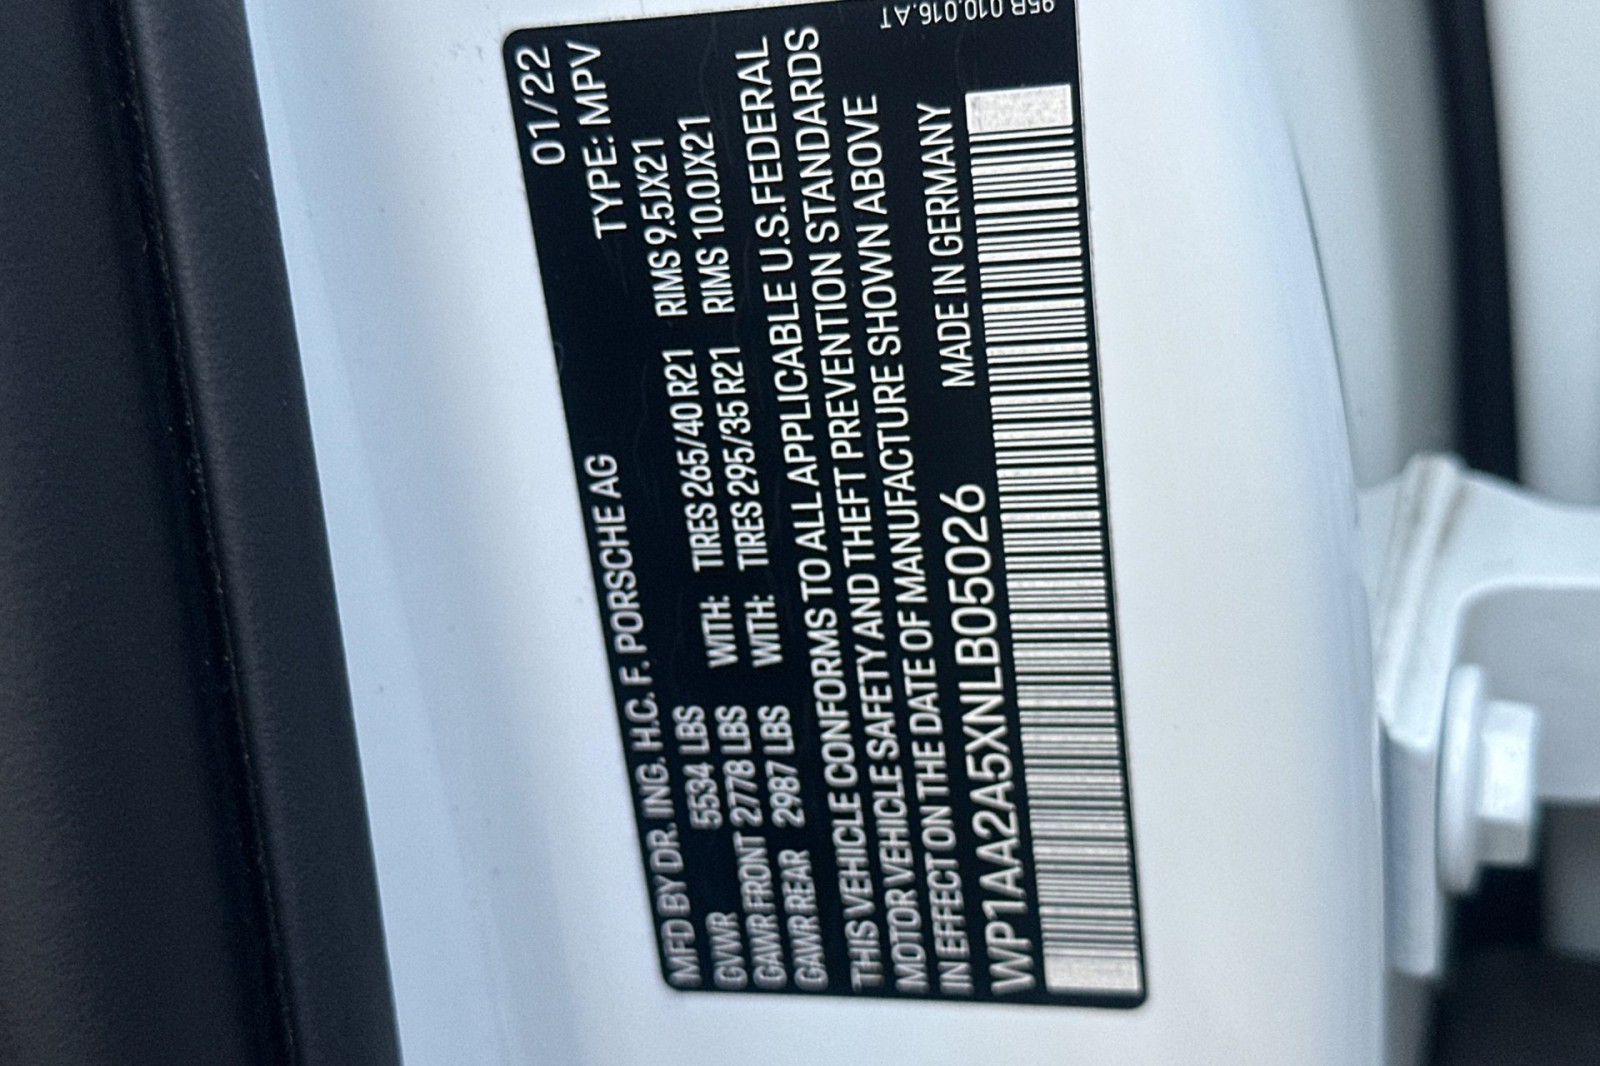 01/22
MFD BY DR. ING. H.C. F. PORSCHE AG TYPE: MPV
GVWR 5534 LBS WITH: TIRES 265/40 R21 RIMS 9.5JX21
GAWR FRONT 2778 LBS WITH: TIRES 295/35 R21 RIMS 10.0JX21
GAWR REAR 2987 LBS
THIS VEHICLE CONFORMS TO ALL APPLICABLE U.S.FEDERAL
MOTOR VEHICLE SAFETY AND THEFT PREVENTION STANDARDS
IN EFFECT ON THE DATE OF MANUFACTURE SHOWN ABOVE
WP1AA2A5XNLB05026 MADE IN GERMANY
95B.010.016.AT